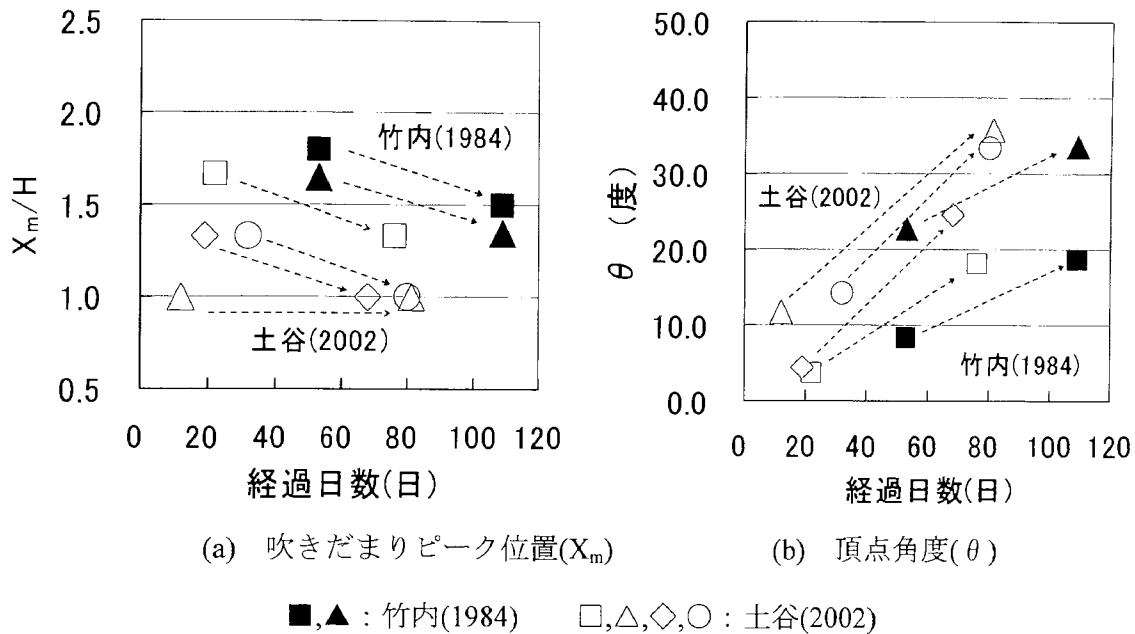 2.5
2.0
1.5
1.0
0.5
Xm/H
竹内(1984)
土谷(2002)
0 20 40 60 80 100 120
経過日数(日)
(a) 吹きだまりピーク位置(Xm)
50.0
40.0
30.0
20.0
10.0
0.0
θ (度)
土谷(2002)
竹内(1984)
0 20 40 60 80 100 120
経過日数(日)
(b) 頂点角度(θ)
■,▲:竹内(1984) □,△,◇,○:土谷(2002)